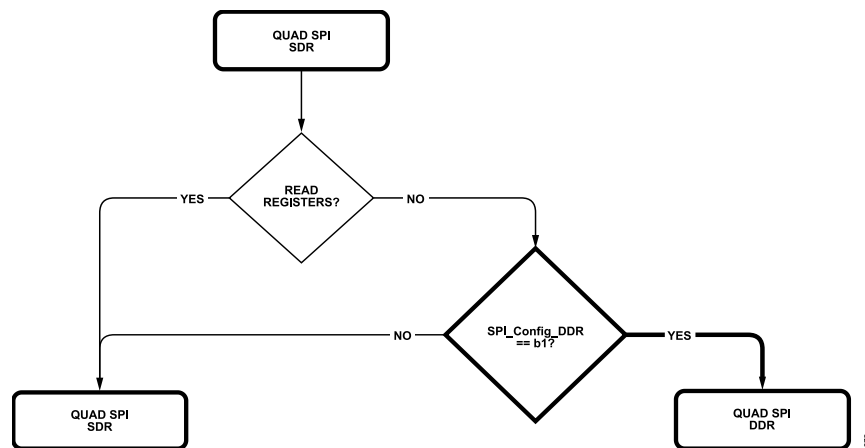 QUAD SPI
SDR
READ
REGISTERS?
YES
NO
SPI_Config_DDR
== b1?
NO
YES
QUAD SPI
SDR
QUAD SPI
DDR